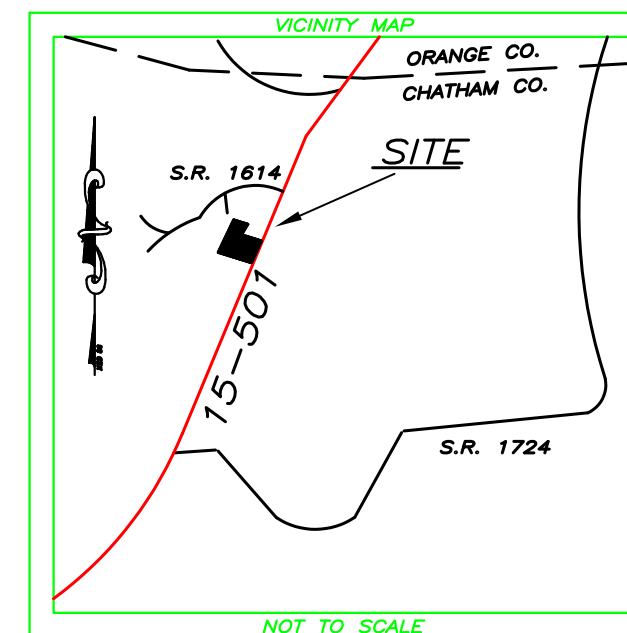 VICINITY MAP
ORANGE CO.
CHATHAM CO.
SITE
S.R. 1614
15-501
S.R. 1724
NOT TO SCALE